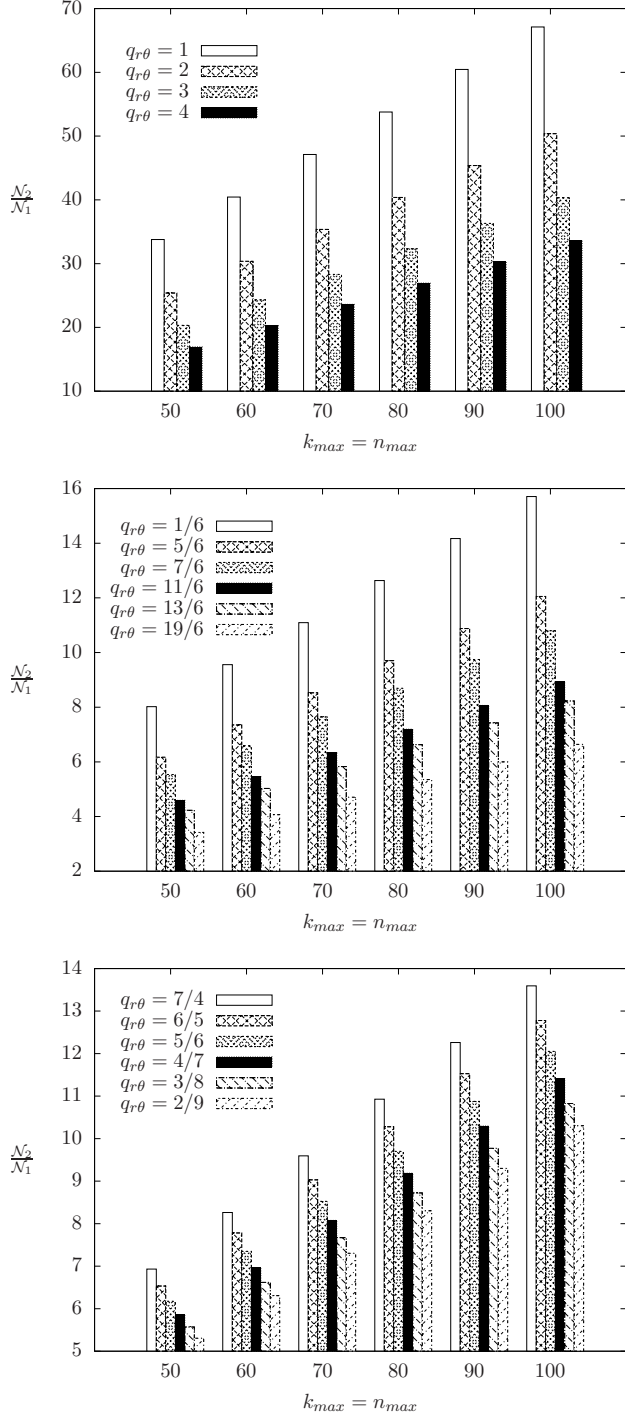 70
60
50
40
30
20
10
N₂/N₁
q_{rθ} = 1
q_{rθ} = 2
q_{rθ} = 3
q_{rθ} = 4
50 60 70 80 90 100
k_{max} = n_{max}
16
14
12
10
8
6
4
2
N₂/N₁
q_{rθ} = 1/6
q_{rθ} = 5/6
q_{rθ} = 7/6
q_{rθ} = 11/6
q_{rθ} = 13/6
q_{rθ} = 19/6
50 60 70 80 90 100
k_{max} = n_{max}
14
13
12
11
10
9
8
7
6
5
N₂/N₁
q_{rθ} = 7/4
q_{rθ} = 6/5
q_{rθ} = 5/6
q_{rθ} = 4/7
q_{rθ} = 3/8
q_{rθ} = 2/9
50 60 70 80 90 100
k_{max} = n_{max}